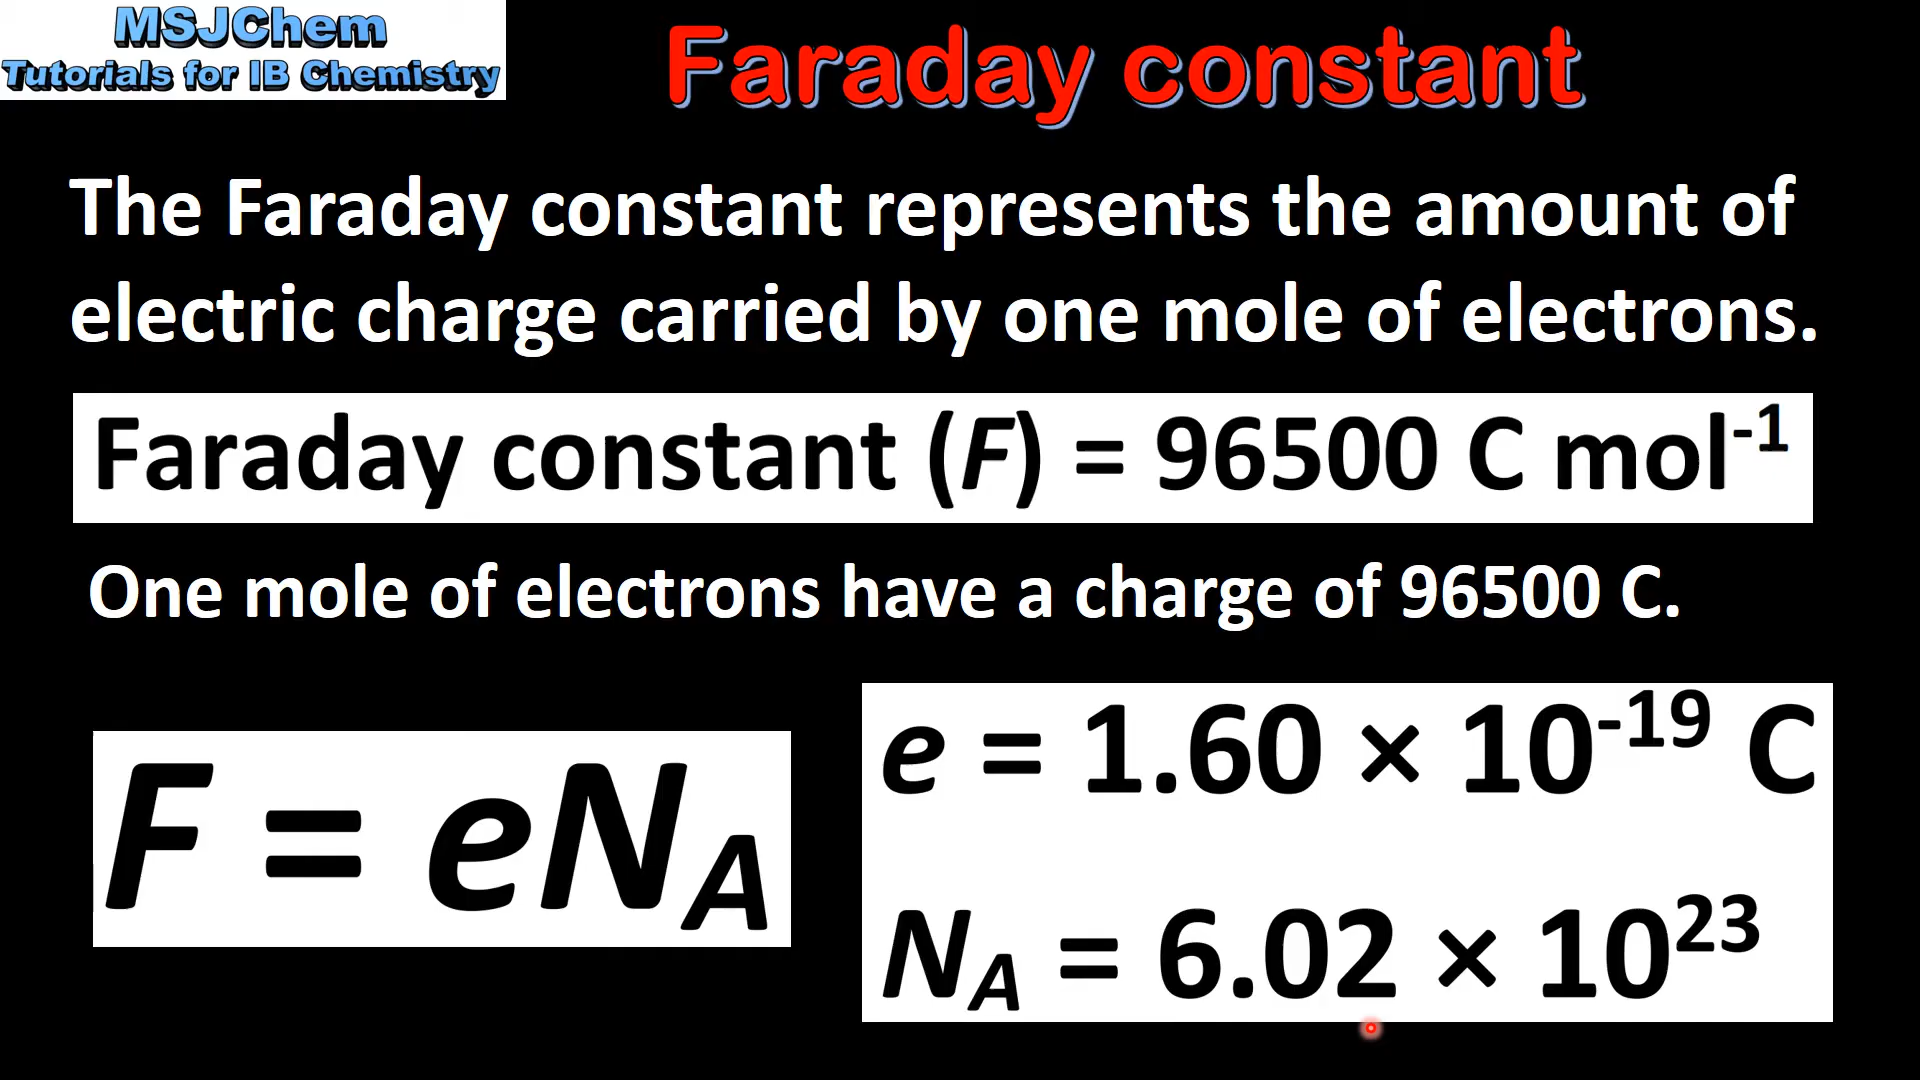 MSJChem
Tutorials for IB Chemistry
Faraday constant
The Faraday constant represents the amount of
electric charge carried by one mole of electrons.
Faraday constant (F) = 96500 C mol⁻¹
One mole of electrons have a charge of 96500 C.
F = eN_A
e = 1.60 × 10⁻¹⁹ C
N_A = 6.02 × 10²³